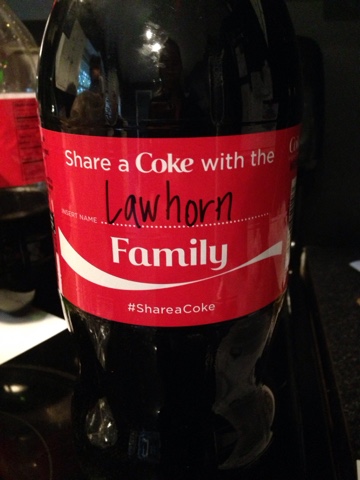 Share a Coke with the
INSERT NAME Lawhorn
Family
#ShareaCoke